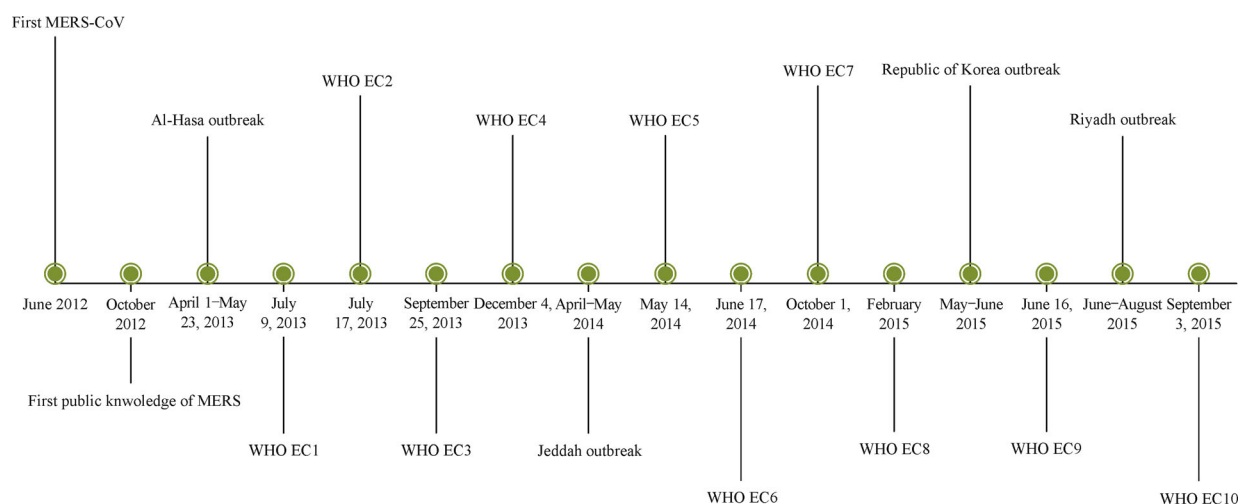 First MERS-CoV
WHO EC2
WHO EC7
Republic of Korea outbreak
Al-Hasa outbreak
WHO EC4
WHO EC5
Riyadh outbreak
June 2012
October
2012
April 1–May
23, 2013
July
9, 2013
July
17, 2013
September
25, 2013
December 4,
2013
April–May
2014
May 14,
2014
June 17,
2014
October 1,
2014
February
2015
May–June
2015
June 16,
2015
June–August
2015
September
3, 2015
First public knwoledge of MERS
WHO EC1
WHO EC3
Jeddah outbreak
WHO EC6
WHO EC8
WHO EC9
WHO EC10